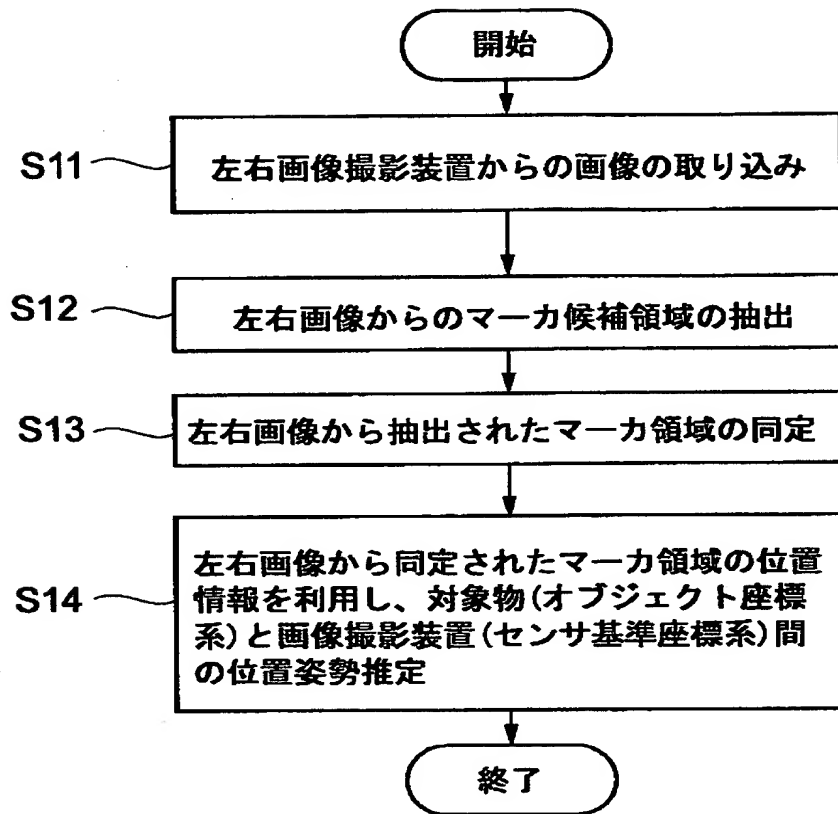 開始
S11
左右画像撮影装置からの画像の取り込み
S12
左右画像からのマーカ候補領域の抽出
S13
左右画像から抽出されたマーカ領域の同定
S14
左右画像から同定されたマーカ領域の位置
情報を利用し、対象物(オブジェクト座標
系)と画像撮影装置(センサ基準座標系)間
の位置姿勢推定
終了